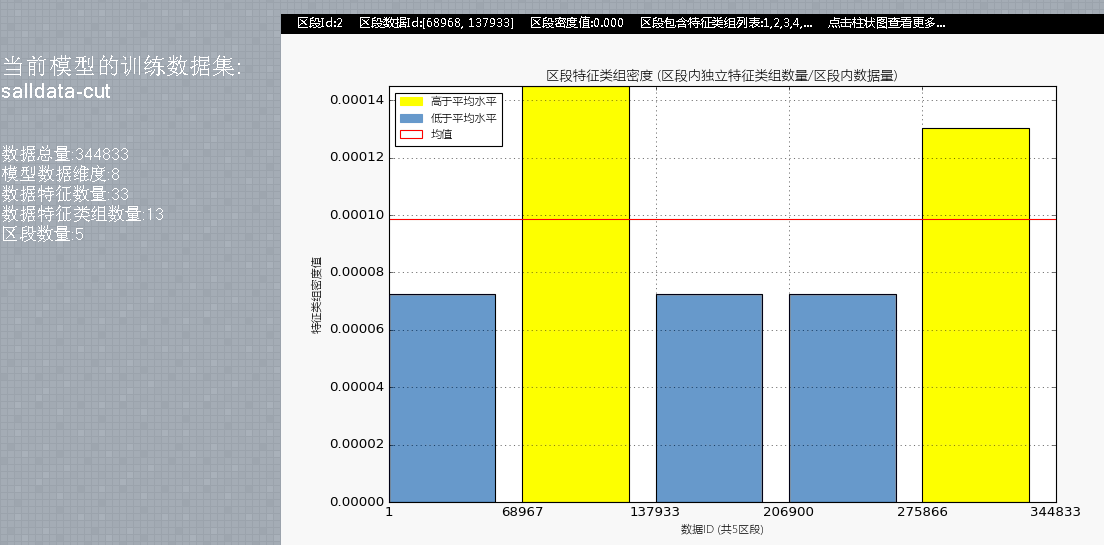 区段Id:2 区段数据Id:[68968, 137933] 区段密度值:0.000 区段包含特征类组列表:1,2,3,4,... 点击柱状图查看更多...
当前模型的训练数据集:
salldata-cut
数据总量:344833
模型数据维度:8
数据特征数量:33
数据特征类组数量:13
区段数量:5
区段特征类组密度 (区段内独立特征类组数量/区段内数据量)
高于平均水平
低于平均水平
均值
0.00014
0.00012
0.00010
0.00008
0.00006
0.00004
0.00002
0.00000
特征类组密度值
1 68967 137933 206900 275866 344833
数据ID (共5区段)